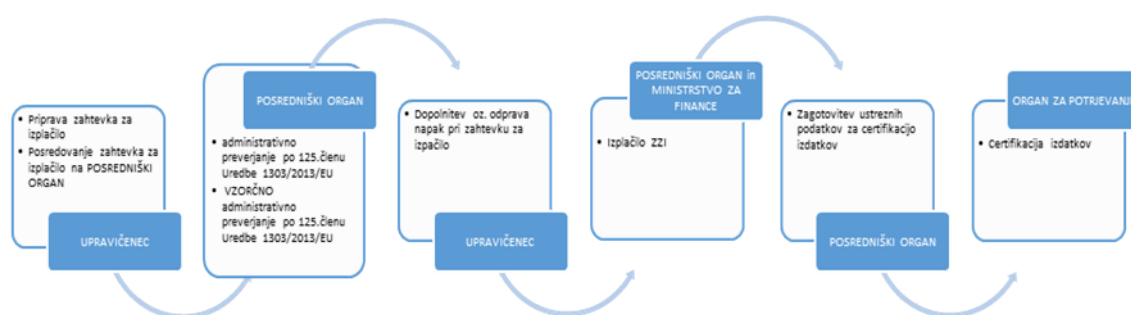 • Priprava zahtevka za
izplačilo
• Posredovanje zahtevka za
izplačilo na POSREDNIŠKI
ORGAN
UPRAVIČENEC
POSREDNIŠKI ORGAN
• administrativno
preverjanje po 125.členu
Uredbe 1303/2013/EU
• VZORČNO
administrativno
preverjanje po 125.členu
Uredbe 1303/2013/EU
• Dopolnitev oz. odprava
napak pri zahtevku za
izpačilo
UPRAVIČENEC
POSREDNIŠKI ORGAN in
MINISTRSTVO ZA
FINANCE
• Izplačilo ZZI
• Zagotovitev ustreznih
podatkov za certifikacijo
izdatkov
POSREDNIŠKI ORGAN
ORGAN ZA POTRJEVANJE
• Certifikacija izdatkov